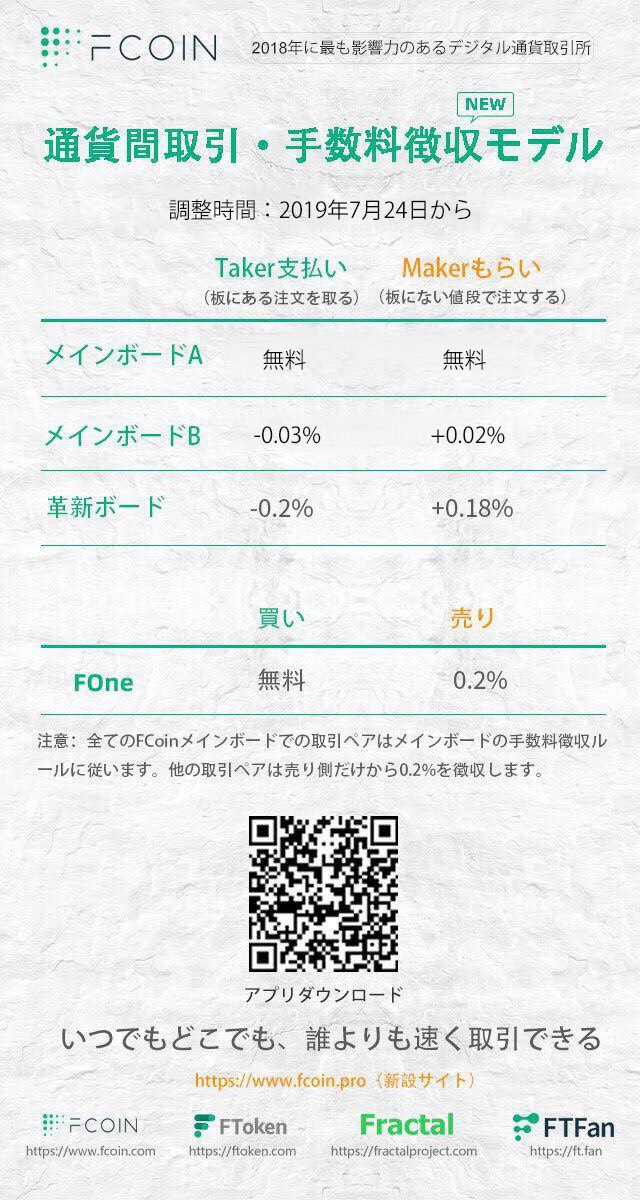 FCOIN 2018年に最も影響力のあるデジタル通貨取引所
NEW
通貨間取引・手数料徴収モデル
調整時間：2019年7月24日から
Taker支払い Makerもらい
（板にある注文を取る）（板にない値段で注文する）
メインボードA 無料 無料
メインボードB -0.03% +0.02%
革新ボード -0.2% +0.18%
買い 売り
FOne 無料 0.2%
注意：全てのFCoinメインボードでの取引ペアはメインボードの手数料徴収ル
ールに従います。他の取引ペアは売り側だけから0.2%を徴収します。
アプリダウンロード
いつでもどこでも、誰よりも速く取引できる
https://www.fcoin.pro（新設サイト）
FCOIN FToken Fractal FTFan
https://www.fcoin.com https://ftoken.com https://fractalproject.com https://ft.fan